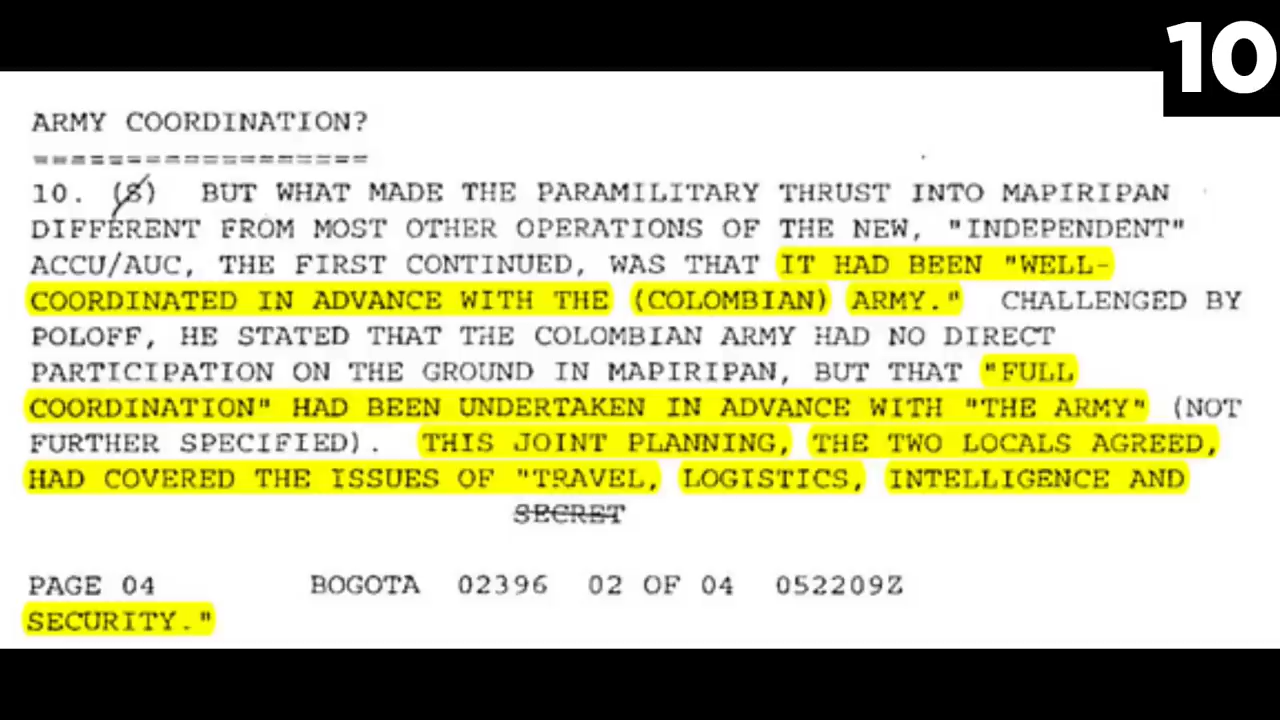 10
ARMY COORDINATION?
==================
10. (S) BUT WHAT MADE THE PARAMILITARY THRUST INTO MAPIRIPAN
DIFFERENT FROM MOST OTHER OPERATIONS OF THE NEW, "INDEPENDENT"
ACCU/AUC, THE FIRST CONTINUED, WAS THAT IT HAD BEEN "WELL-
COORDINATED IN ADVANCE WITH THE (COLOMBIAN) ARMY." CHALLENGED BY
POLOFF, HE STATED THAT THE COLOMBIAN ARMY HAD NO DIRECT
PARTICIPATION ON THE GROUND IN MAPIRIPAN, BUT THAT "FULL
COORDINATION" HAD BEEN UNDERTAKEN IN ADVANCE WITH "THE ARMY" (NOT
FURTHER SPECIFIED). THIS JOINT PLANNING, THE TWO LOCALS AGREED,
HAD COVERED THE ISSUES OF "TRAVEL, LOGISTICS, INTELLIGENCE AND
SECRET
PAGE 04 BOGOTA 02396 02 OF 04 052209Z
SECURITY."